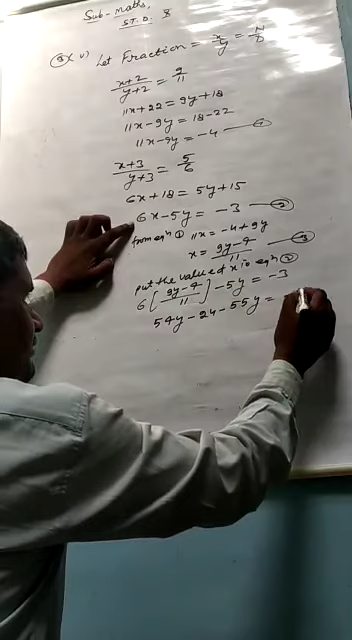 Sub-maths,
STD. 8
(3)(v) Let Fraction = x/y = N/D
x+2/y+2 = 9/11
11x+22 = 9y+18
11x-9y = 18-22
11x-9y = -4 —①
x+3/y+3 = 5/6
6x+18 = 5y+15
6x-5y = -3 —②
from eqⁿ ① 11x = -4+9y
x = 9y-4/11 —③
put the value of x in eqⁿ ②
6[9y-4/11] -5y = -3
54y-24-55y =